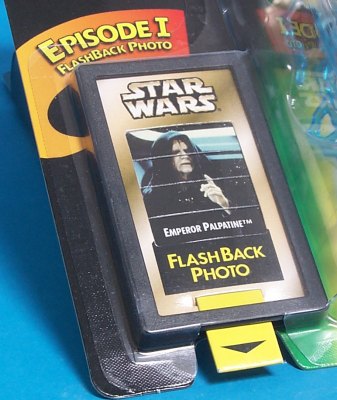 EPISODE I
FLASHBACK PHOTO
STAR
WARS
EMPEROR PALPATINE™
FLASHBACK
PHOTO